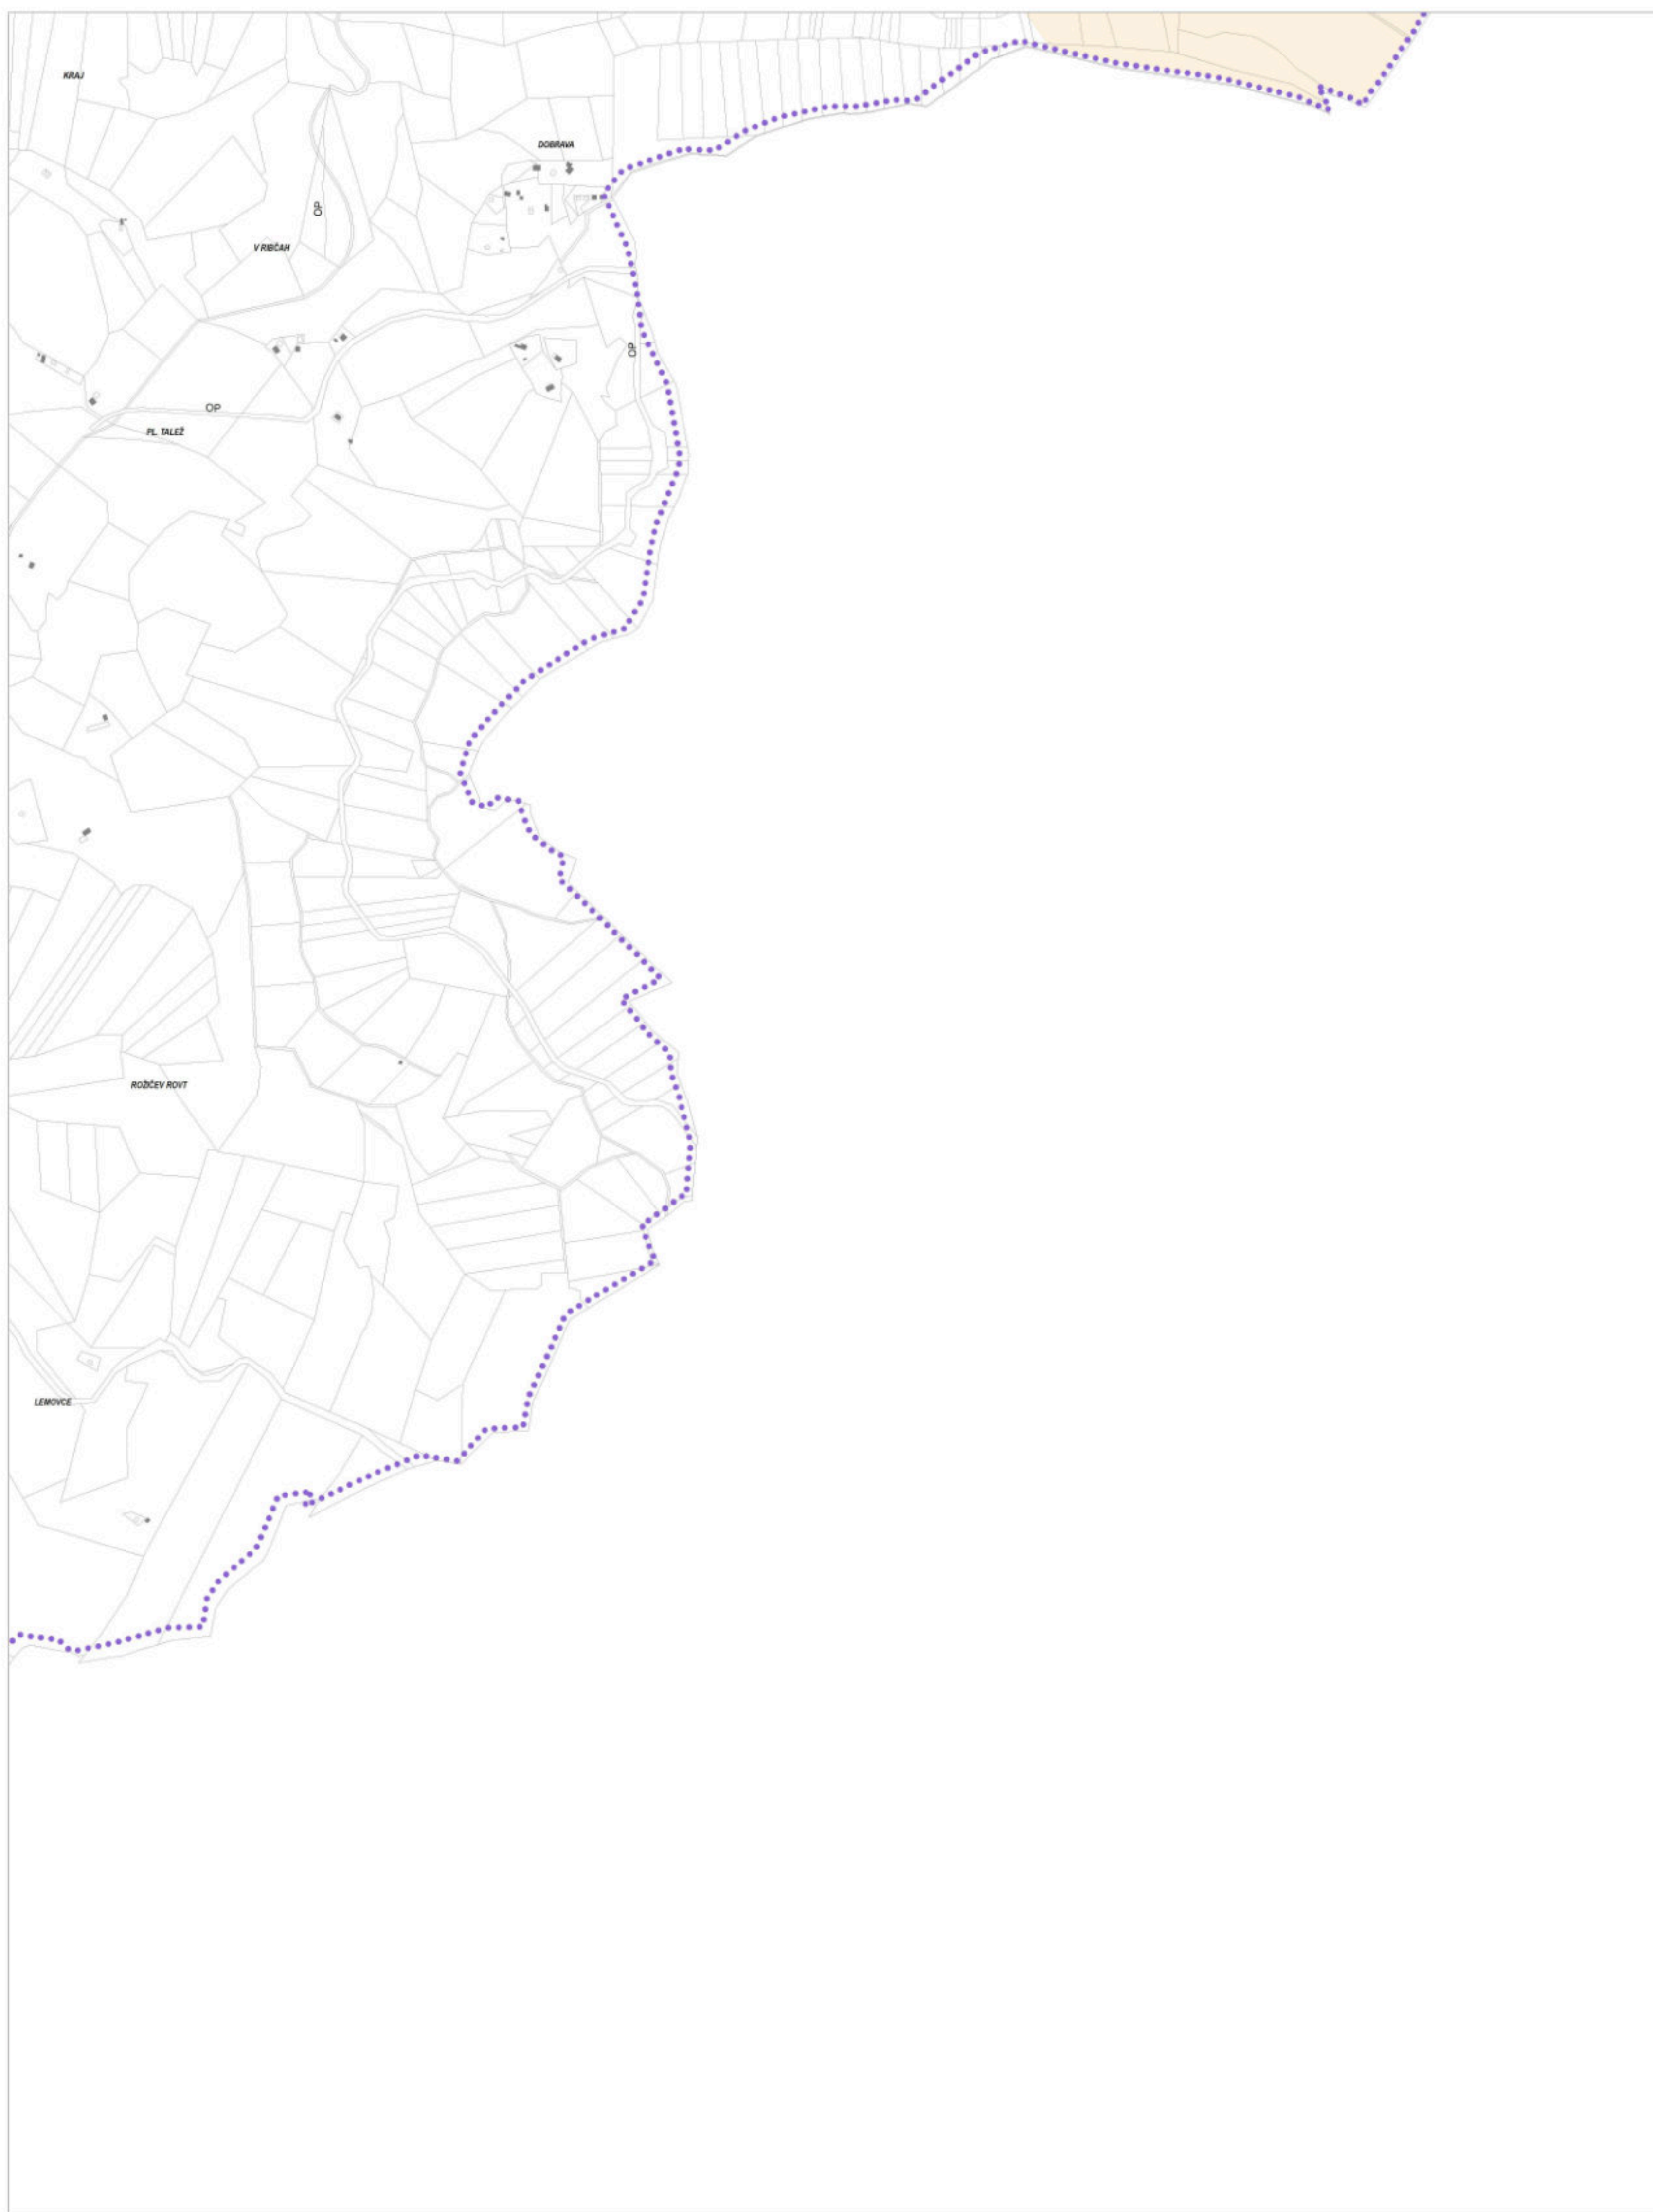 KRAJ
DOBRAVA
OP
V RIBČAH
OP
OP
PL. TALEŽ
ROŽIČEV ROVT
LEMOVCE